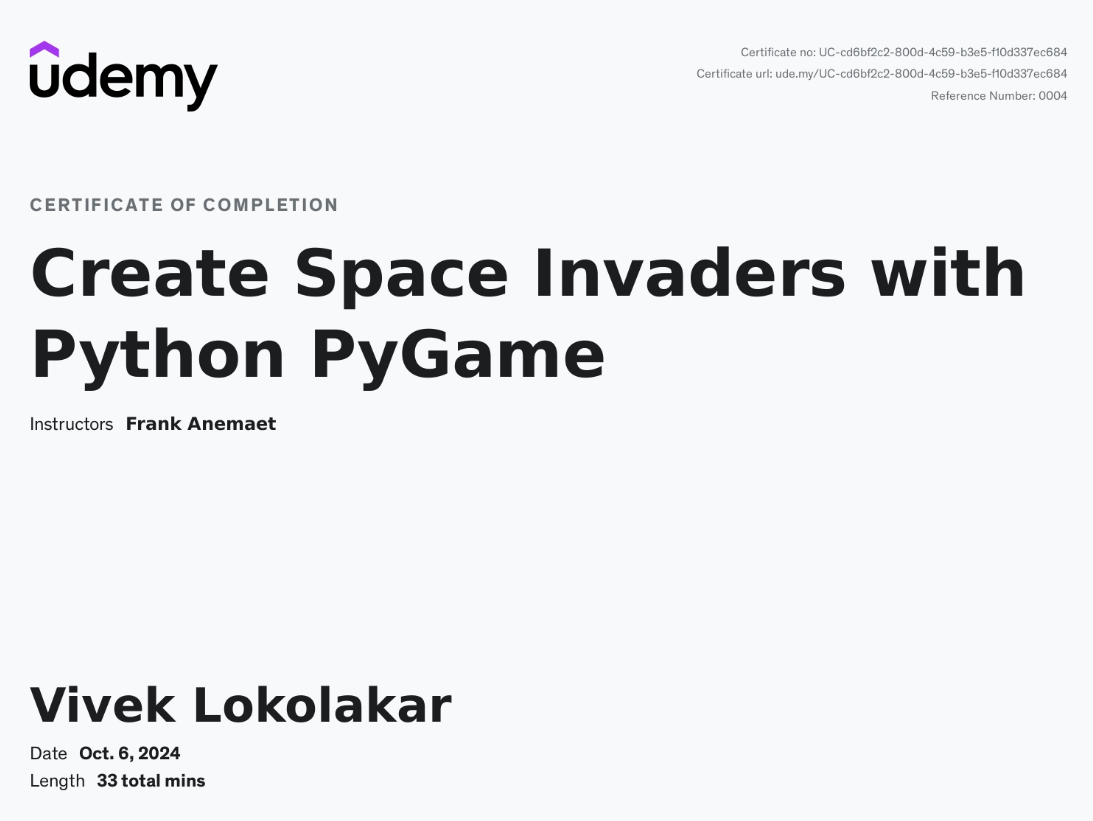 udemy
Certificate no: UC-cd6bf2c2-800d-4c59-b3e5-f10d337ec684
Certificate url: ude.my/UC-cd6bf2c2-800d-4c59-b3e5-f10d337ec684
Reference Number: 0004
CERTIFICATE OF COMPLETION
Create Space Invaders with
Python PyGame
Instructors Frank Anemaet
Vivek Lokolakar
Date Oct. 6, 2024
Length 33 total mins